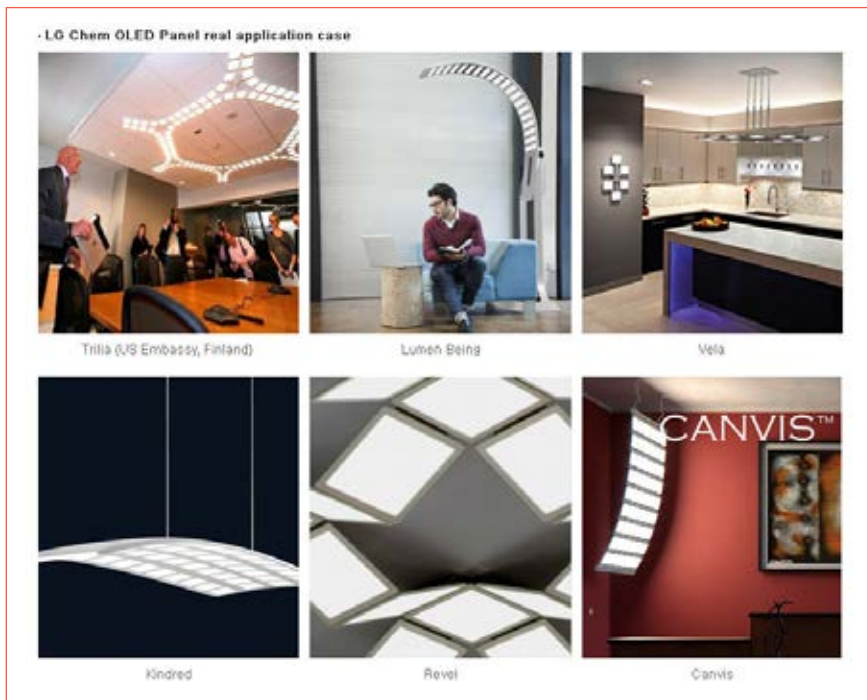 · LG Chem OLED Panel real application case
Trilia (US Embassy, Finland)
Lumen Being
Vela
CANVIS™
Kindred
Revel
Canvis